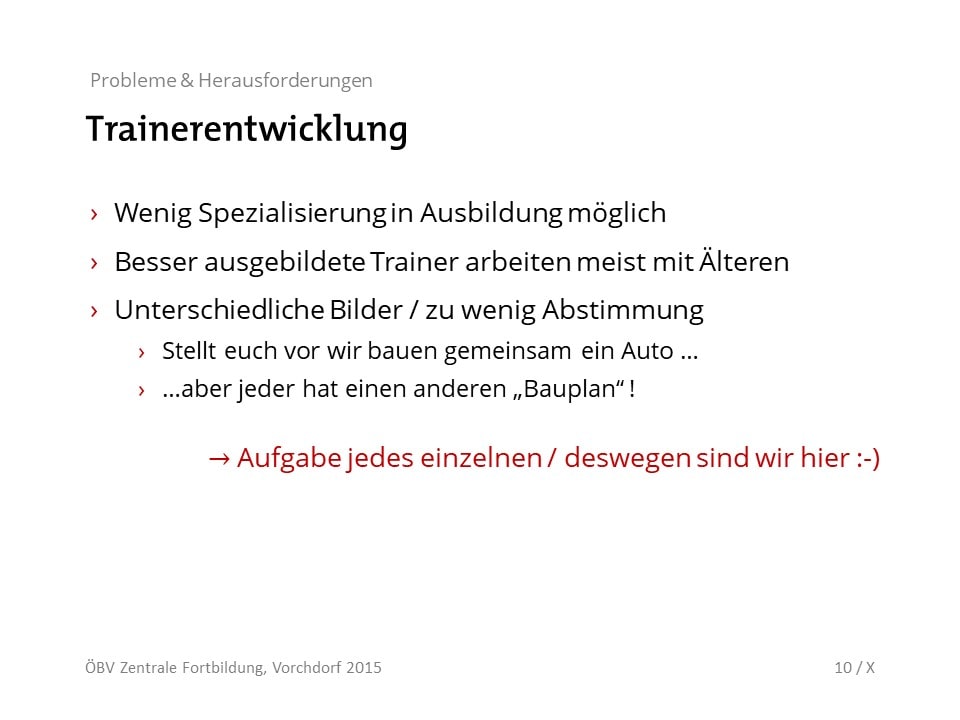 Probleme & Herausforderungen
Trainerentwicklung
› Wenig Spezialisierung in Ausbildung möglich
› Besser ausgebildete Trainer arbeiten meist mit Älteren
› Unterschiedliche Bilder / zu wenig Abstimmung
› Stellt euch vor wir bauen gemeinsam ein Auto ...
› ...aber jeder hat einen anderen „Bauplan“ !
→ Aufgabe jedes einzelnen / deswegen sind wir hier :-)
ÖBV Zentrale Fortbildung, Vorchdorf 2015
10 / X